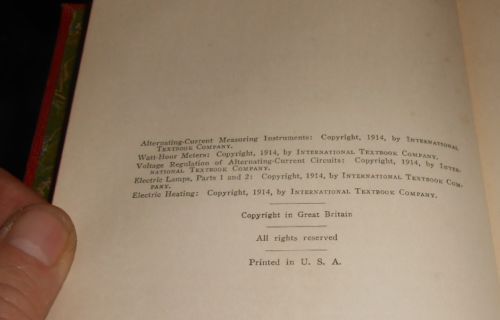 Alternating-Current Measuring Instruments: Copyright, 1914, by INTERNATIONAL
TEXTBOOK COMPANY.
Watt-Hour Meters: Copyright, 1914, by INTERNATIONAL TEXTBOOK COMPANY.
Voltage Regulation of Alternating-Current Circuits: Copyright, 1914, by INTER-
NATIONAL TEXTBOOK COMPANY.
Electric Lamps, Parts 1 and 2: Copyright, 1914, by INTERNATIONAL TEXTBOOK COM-
PANY.
Electric Heating: Copyright, 1914, by INTERNATIONAL TEXTBOOK COMPANY.
Copyright in Great Britain
All rights reserved
Printed in U. S. A.